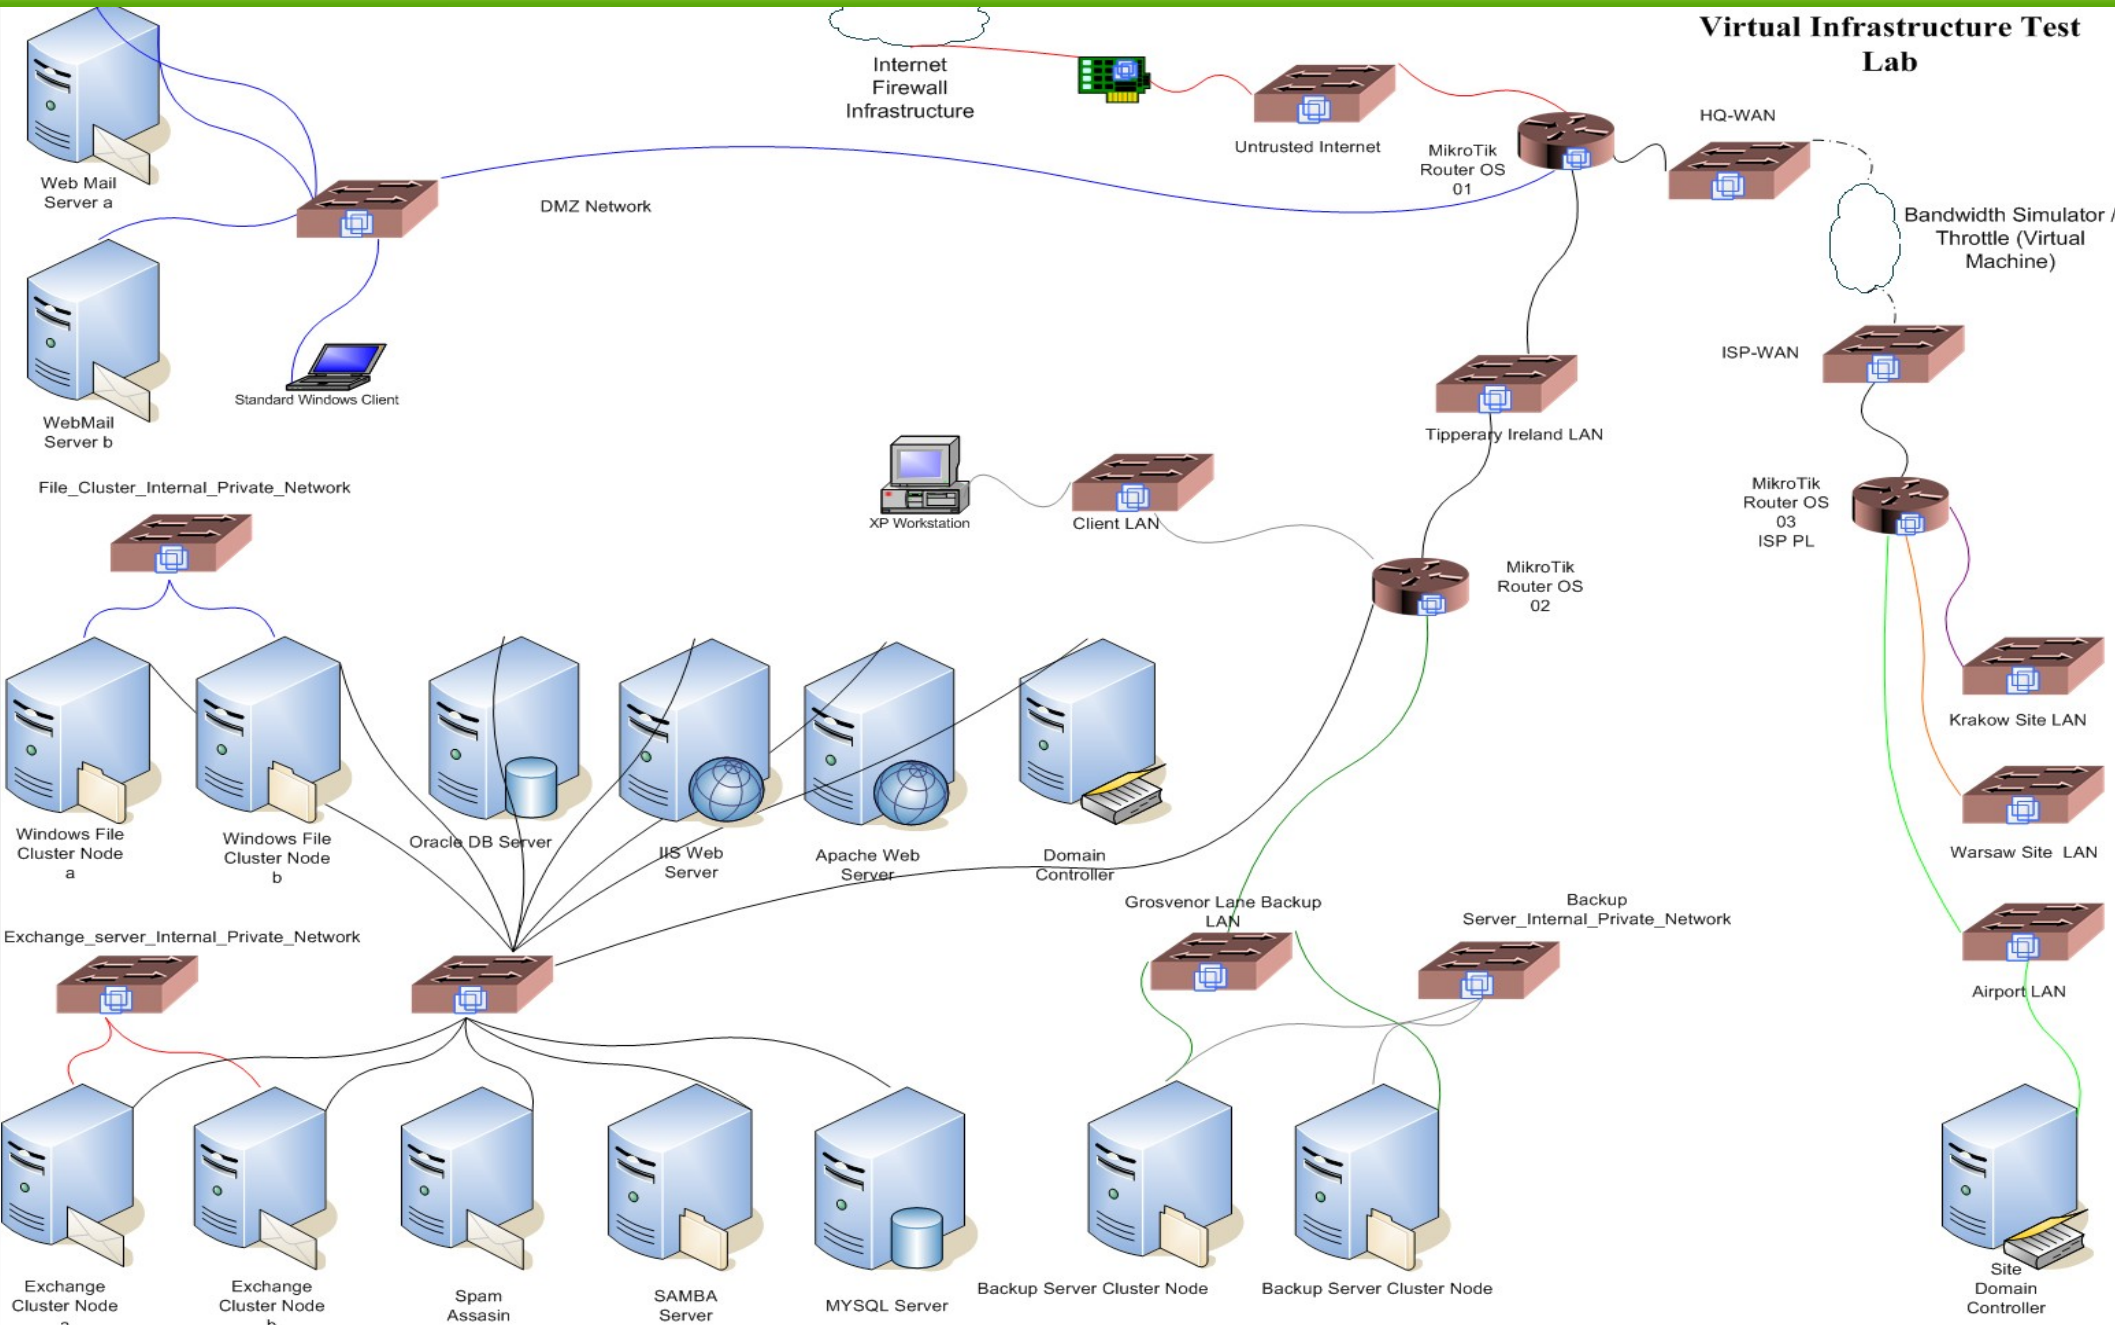 Virtual Infrastructure Test
Lab
Internet
Firewall
Infrastructure
Untrusted Internet
MikroTik
Router OS
01
HQ-WAN
Bandwidth Simulator /
Throttle (Virtual
Machine)
Web Mail
Server a
DMZ Network
ISP-WAN
Standard Windows Client
WebMail
Server b
Tipperary Ireland LAN
File_Cluster_Internal_Private_Network
XP Workstation
Client LAN
MikroTik
Router OS
03
ISP PL
MikroTik
Router OS
02
Krakow Site LAN
Windows File
Cluster Node
a
Windows File
Cluster Node
b
Oracle DB Server
IIS Web
Server
Apache Web
Server
Domain
Controller
Warsaw Site LAN
Grosvenor Lane Backup
LAN
Backup
Server_Internal_Private_Network
Exchange_server_Internal_Private_Network
Airport LAN
Exchange
Cluster Node
a
Exchange
Cluster Node
b
Spam
Assasin
SAMBA
Server
MYSQL Server
Backup Server Cluster Node
Backup Server Cluster Node
Site
Domain
Controller